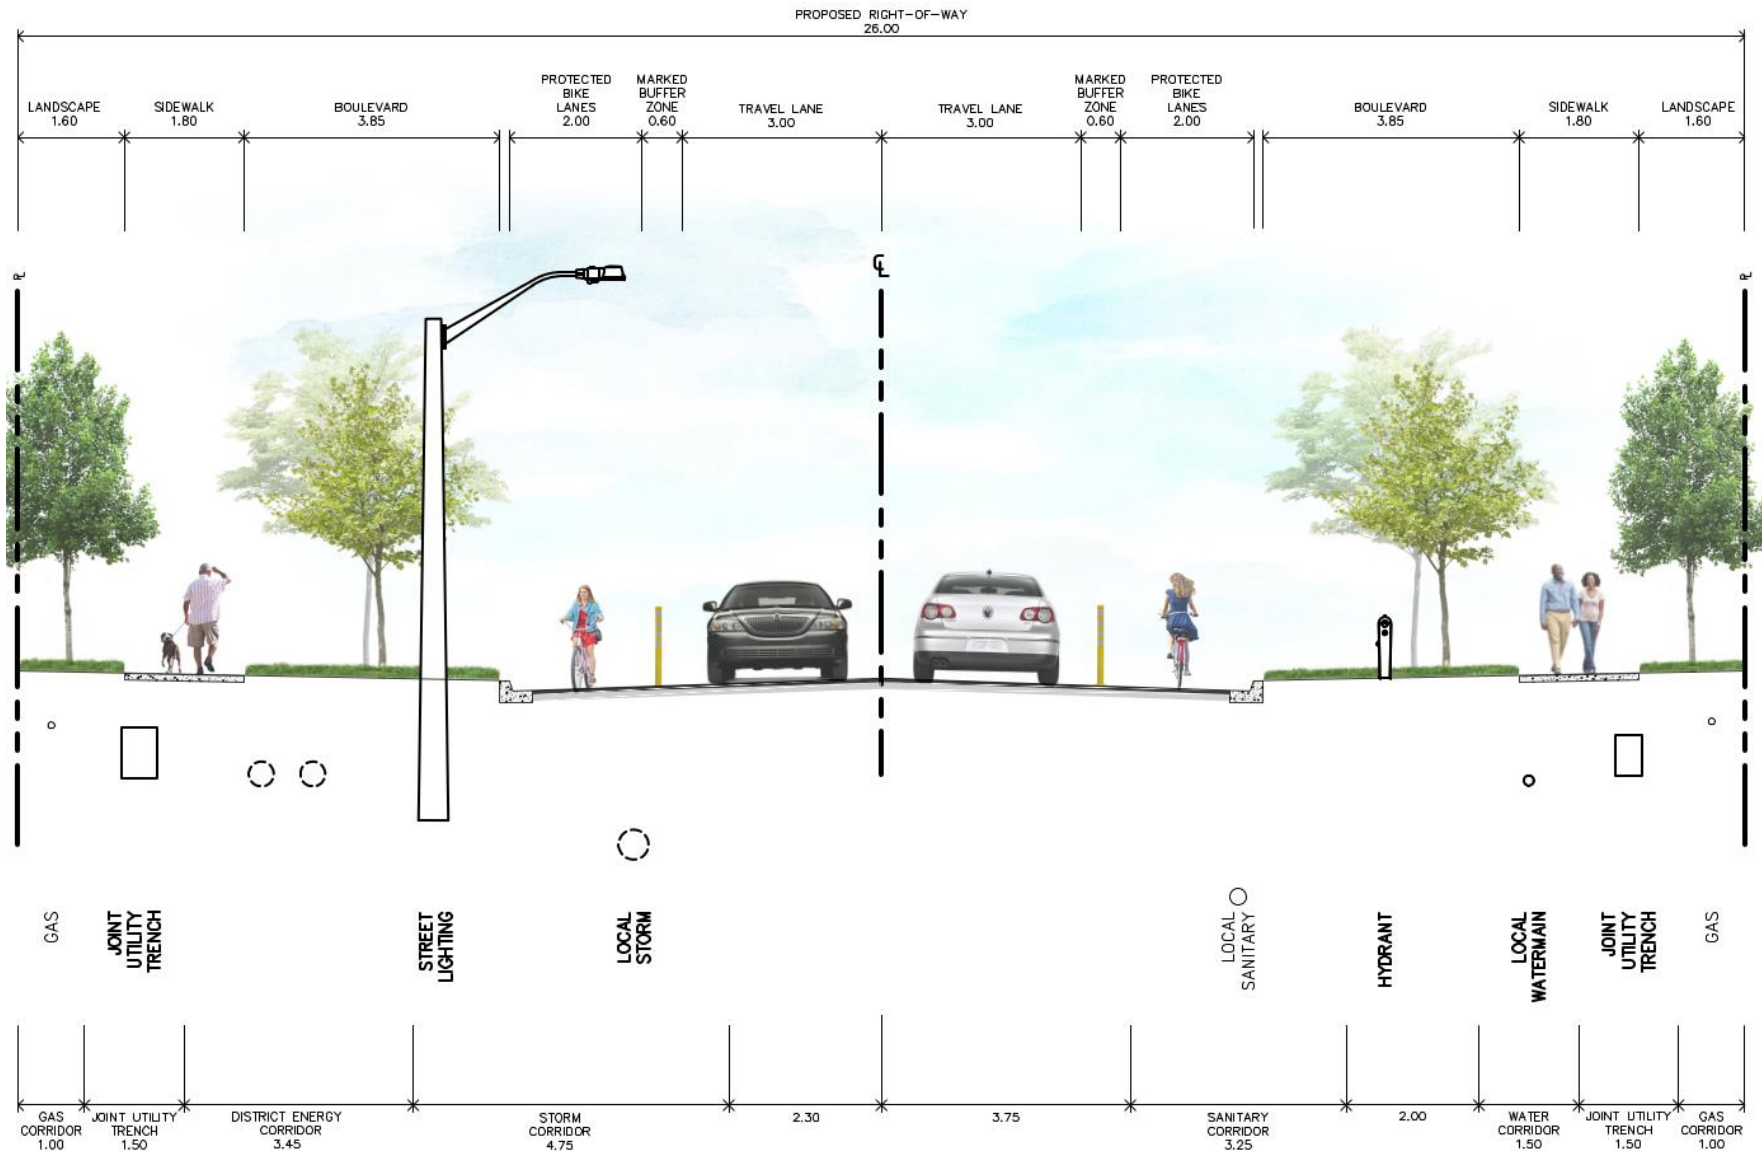 PROPOSED RIGHT-OF-WAY
26.00
LANDSCAPE
1.60
SIDEWALK
1.80
BOULEVARD
3.85
PROTECTED
BIKE
LANES
2.00
MARKED
BUFFER
ZONE
0.60
TRAVEL LANE
3.00
TRAVEL LANE
3.00
MARKED
BUFFER
ZONE
0.60
PROTECTED
BIKE
LANES
2.00
BOULEVARD
3.85
SIDEWALK
1.80
LANDSCAPE
1.60
PL
CL
PL
GAS
JOINT
UTILITY
TRENCH
STREET
LIGHTING
LOCAL
STORM
LOCAL
SANITARY
HYDRANT
LOCAL
WATERMAIN
JOINT
UTILITY
TRENCH
GAS
GAS
CORRIDOR
1.00
JOINT UTILITY
TRENCH
1.50
DISTRICT ENERGY
CORRIDOR
3.45
STORM
CORRIDOR
4.75
2.30
3.75
SANITARY
CORRIDOR
3.25
2.00
WATER
CORRIDOR
1.50
JOINT UTILITY
TRENCH
1.50
GAS
CORRIDOR
1.00